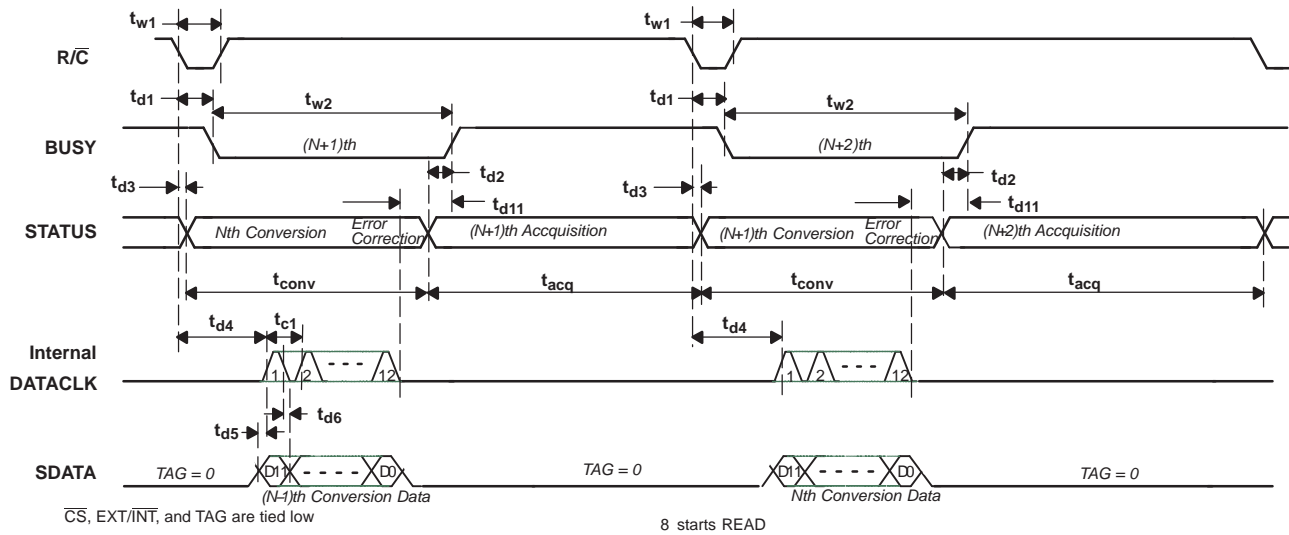 tw1 tw1
R/C̅
td1 tw2 td1 tw2
BUSY (N+1)th (N+2)th
td3 td2 td3 td2
td11 td11
STATUS Nth Conversion Error Correction (N+1)th Accquisition (N+1)th Conversion Error Correction (N+2)th Acquisition
tconv tacq tconv tacq
td4 tc1 td4
Internal DATACLK 1 2 - - - 12 1 2 - - - - 12
td5 td6
SDATA TAG = 0 D11 - - - - - D0 TAG = 0 D11 - - - - - D0 TAG = 0
(N-1)th Conversion Data Nth Conversion Data
C̅S̅, EXT/I̅N̅T̅, and TAG are tied low
8 starts READ